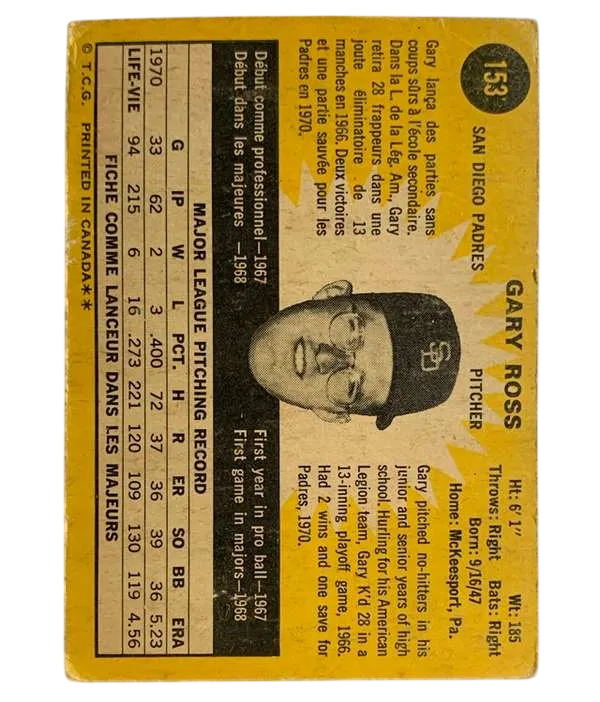 153
GARY ROSS
SAN DIEGO PADRES
PITCHER
Ht: 6'1" Wt: 185
Throws: Right Bats: Right
Born: 9/16/47
Home: McKeesport, Pa.
Gary lança des parties sans
coups sûrs à l'école secondaire.
Dans la L. de la Lég. Am., Gary
retira 28 frappeurs dans une
joute éliminatoire de 13
manches en 1966. Deux victoires
et une partie sauvée pour les
Padres en 1970.
SD
Gary pitched no-hitters in his
junior and senior years of high
school. Hurling for his American
Legion team, Gary K'd 28 in a
13-inning playoff game, 1966.
Had 2 wins and one save for
Padres, 1970.
Début comme professionnel—1967
Début dans les majeures —1968
First year in pro ball—1967
First game in majors—1968
MAJOR LEAGUE PITCHING RECORD
G IP W L PCT. H R ER SO BB ERA
1970 33 62 2 3 .400 72 37 36 39 36 5.23
LIFE-VIE 94 215 6 16 .273 221 120 109 130 119 4.56
FICHE COMME LANCEUR DANS LES MAJEURS
© T.C.G. PRINTED IN CANADA**